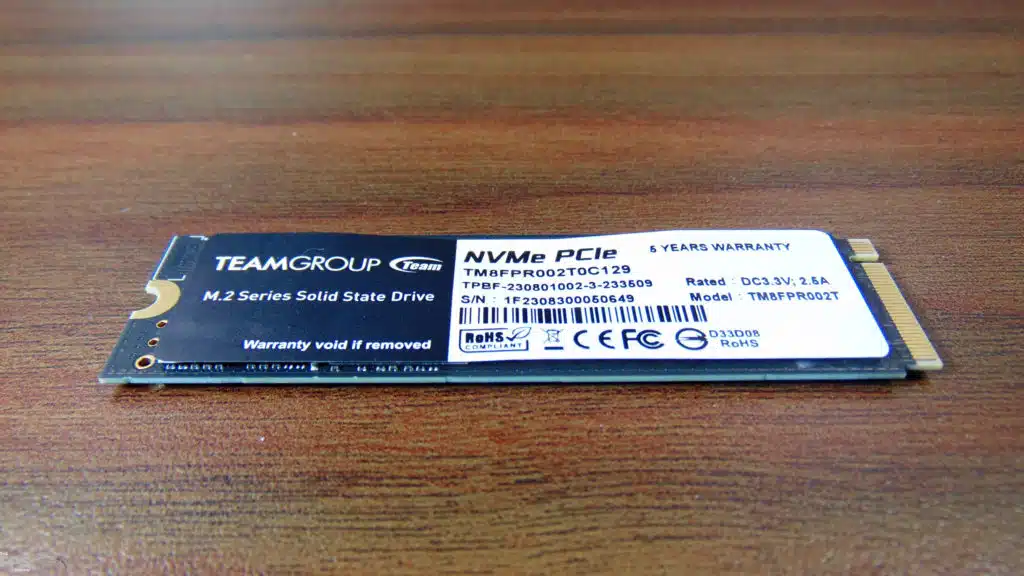 TEAMGROUP Team
M.2 Series Solid State Drive
Warranty void if removed
NVMe PCIe
5 YEARS WARRANTY
TM8FPR002T0C129
TPBF-230801002-3-233509
S/N : 1F2308300050649
Rated : DC3.3V; 2.5A
Model : TM8FPR002T
RoHS
COMPLIANT
CE FC
D33D08
RoHS